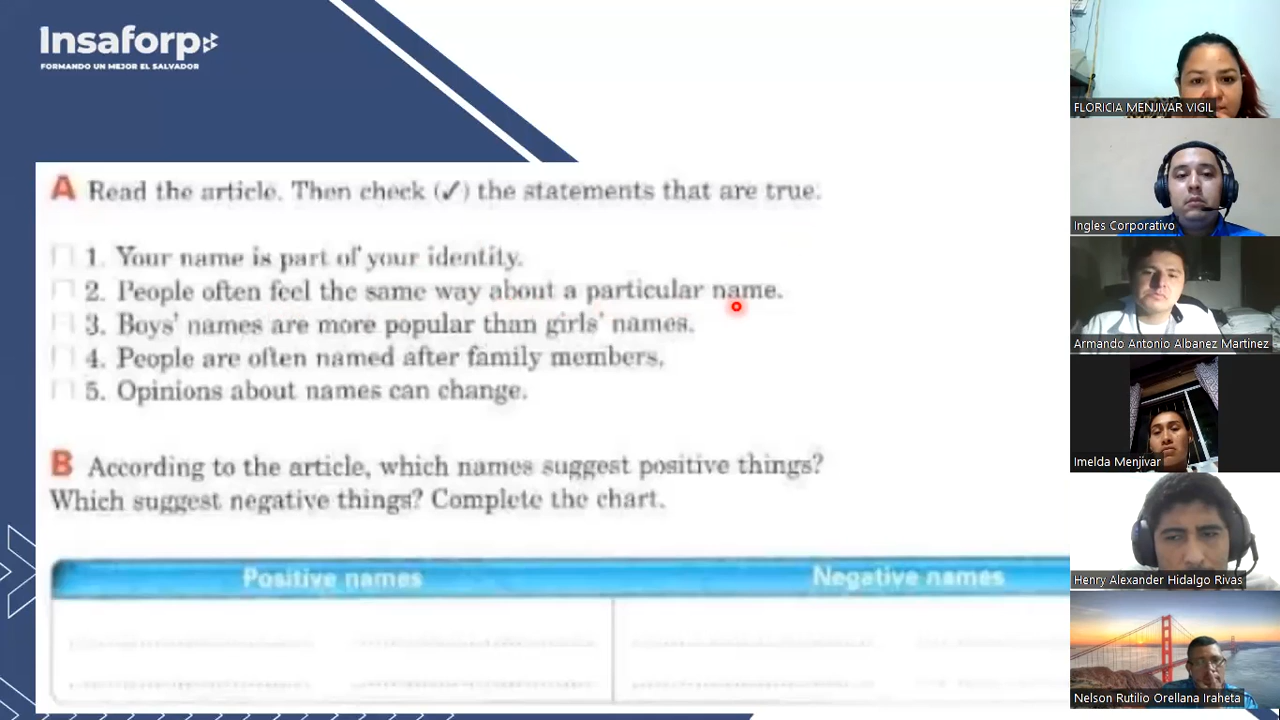 Insaforp
FORMANDO UN MEJOR EL SALVADOR
A Read the article. Then check (✓) the statements that are true.
1. Your name is part of your identity.
2. People often feel the same way about a particular name.
3. Boys' names are more popular than girls' names.
4. People are often named after family members.
5. Opinions about names can change.
B According to the article, which names suggest positive things?
Which suggest negative things? Complete the chart.
Positive names
Negative names
FLORICIA MENJIVAR VIGIL
Ingles Corporativo
Armando Antonio Albanez Martinez
Imelda Menjivar
Henry Alexander Hidalgo Rivas
Nelson Rutilio Orellana Iraheta